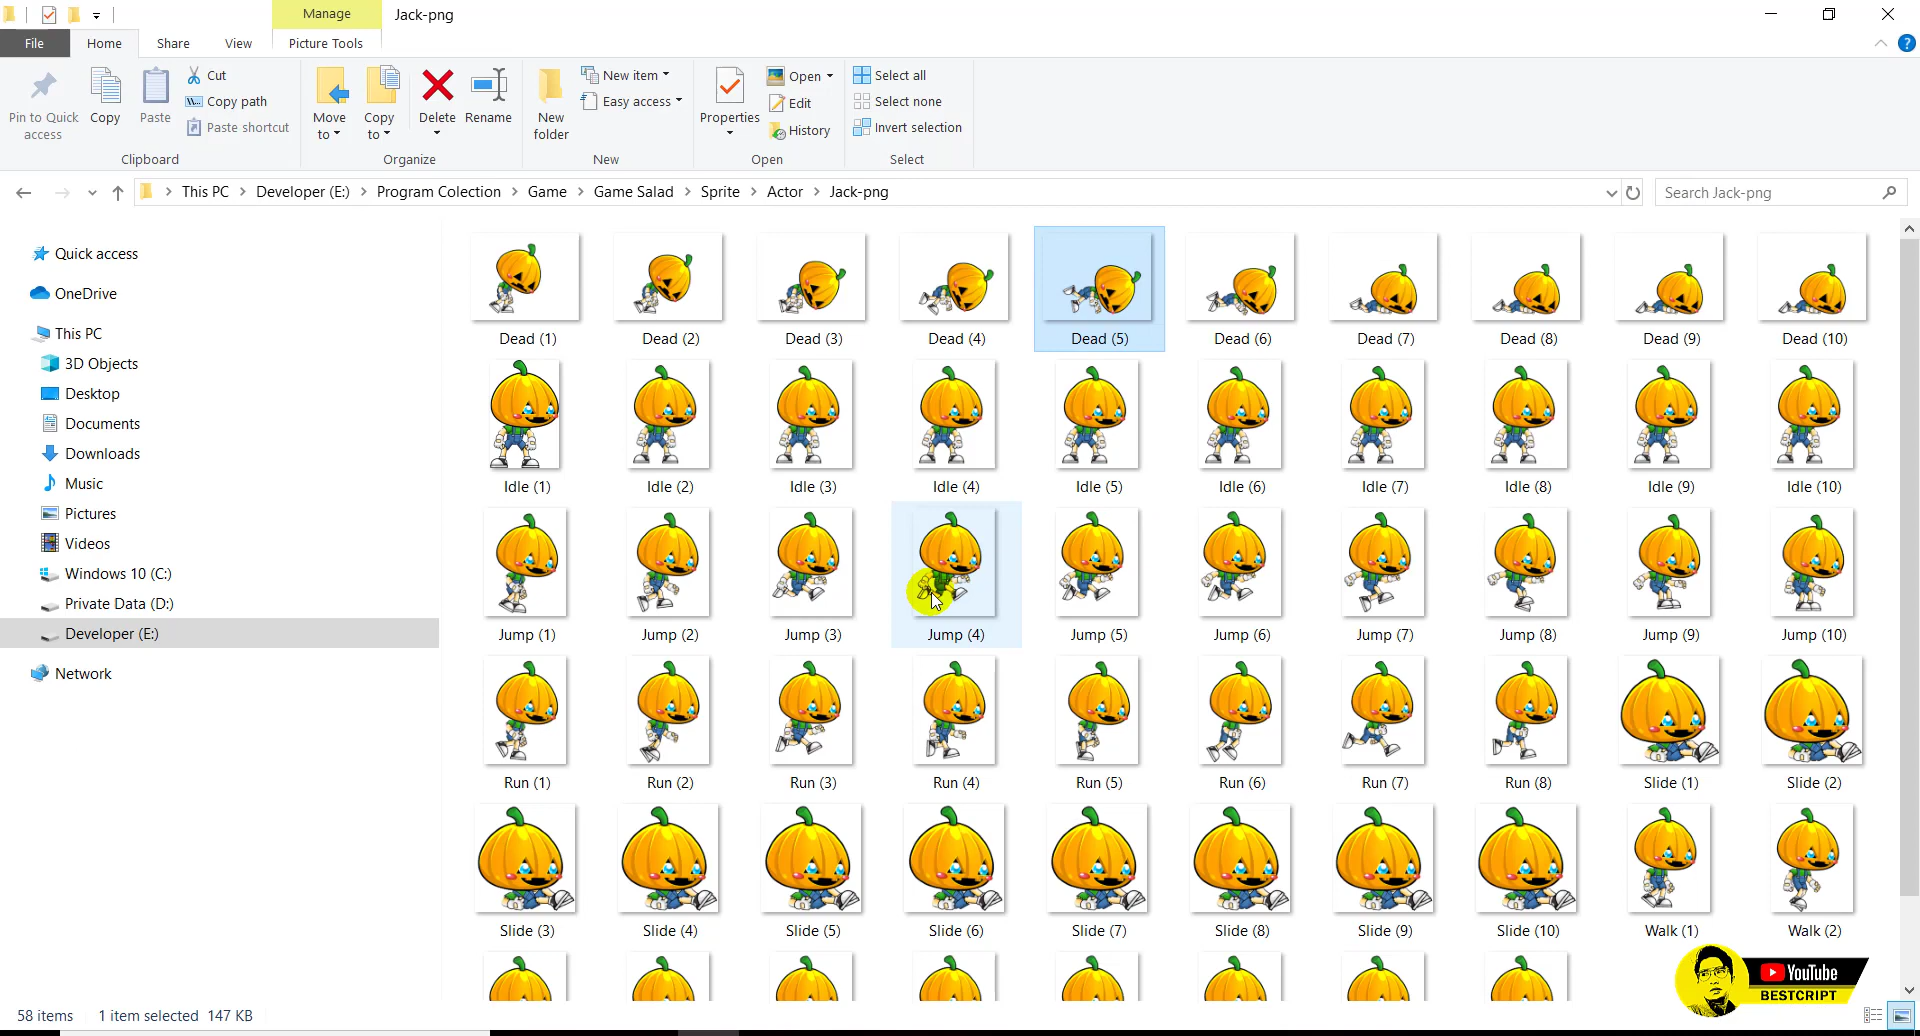 Manage
Jack-png
File
Home
Share
View
Picture Tools
Pin to Quick
access
Copy
Paste
Cut
Copy path
Paste shortcut
Clipboard
Move
to
Copy
to
Delete
Rename
Organize
New
folder
New item
Easy access
New
Properties
Open
Edit
History
Open
Select all
Select none
Invert selection
Select
This PC > Developer (E:) > Program Colection > Game > Game Salad > Sprite > Actor > Jack-png
Search Jack-png
Quick access
OneDrive
This PC
3D Objects
Desktop
Documents
Downloads
Music
Pictures
Videos
Windows 10 (C:)
Private Data (D:)
Developer (E:)
Network
Dead (1) Dead (2) Dead (3) Dead (4) Dead (5) Dead (6) Dead (7) Dead (8) Dead (9) Dead (10)
Idle (1) Idle (2) Idle (3) Idle (4) Idle (5) Idle (6) Idle (7) Idle (8) Idle (9) Idle (10)
Jump (1) Jump (2) Jump (3) Jump (4) Jump (5) Jump (6) Jump (7) Jump (8) Jump (9) Jump (10)
Run (1) Run (2) Run (3) Run (4) Run (5) Run (6) Run (7) Run (8) Slide (1) Slide (2)
Slide (3) Slide (4) Slide (5) Slide (6) Slide (7) Slide (8) Slide (9) Slide (10) Walk (1) Walk (2)
YouTube
BESTCRIPT
58 items 1 item selected 147 KB